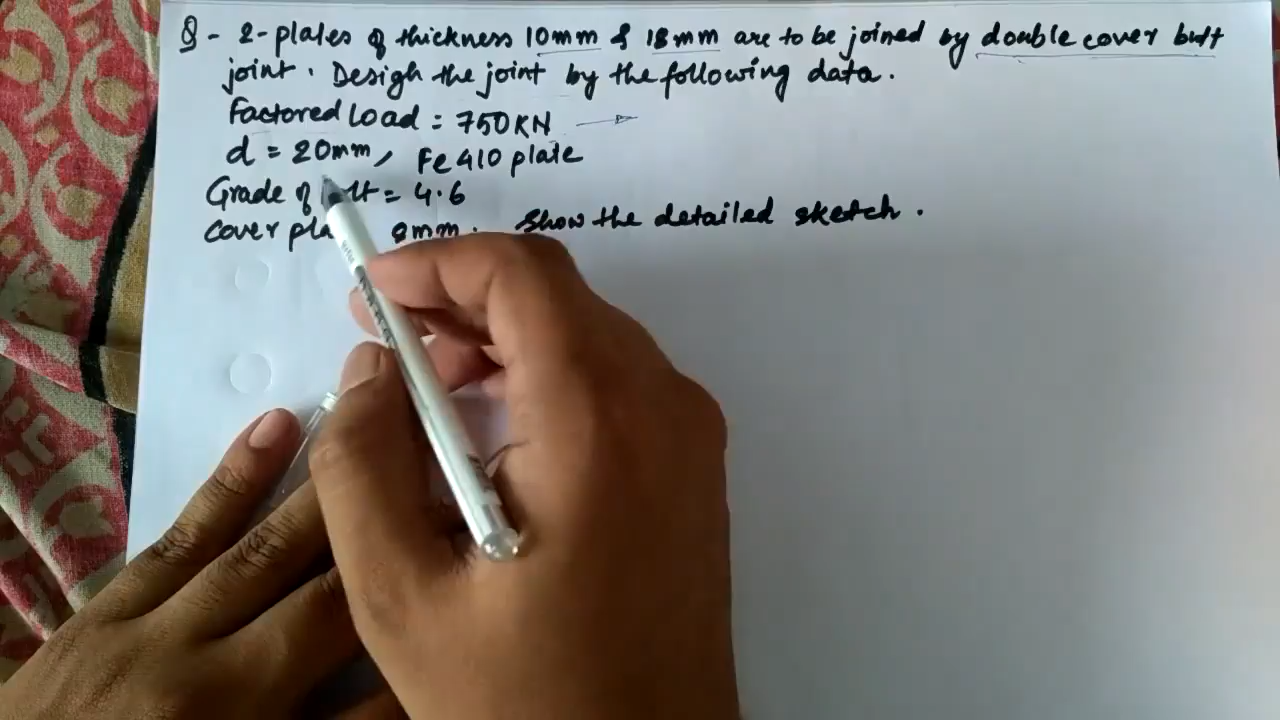 Q - 2-plates of thickness 10mm & 18mm are to be joined by double cover butt
joint. Design the joint by the following data.
Factored Load = 750KN
d = 20mm, Fe410 plate
Grade of = 4.6
cover 8mm. Show the detailed sketch.